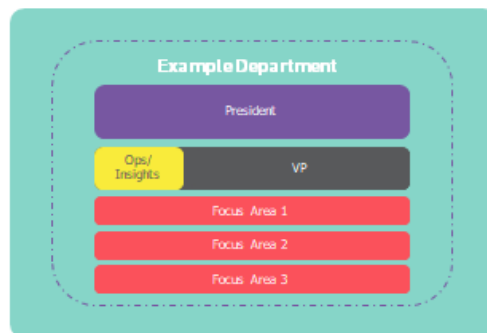 Example Department
President
Ops/
Insights
VP
Focus Area 1
Focus Area 2
Focus Area 3